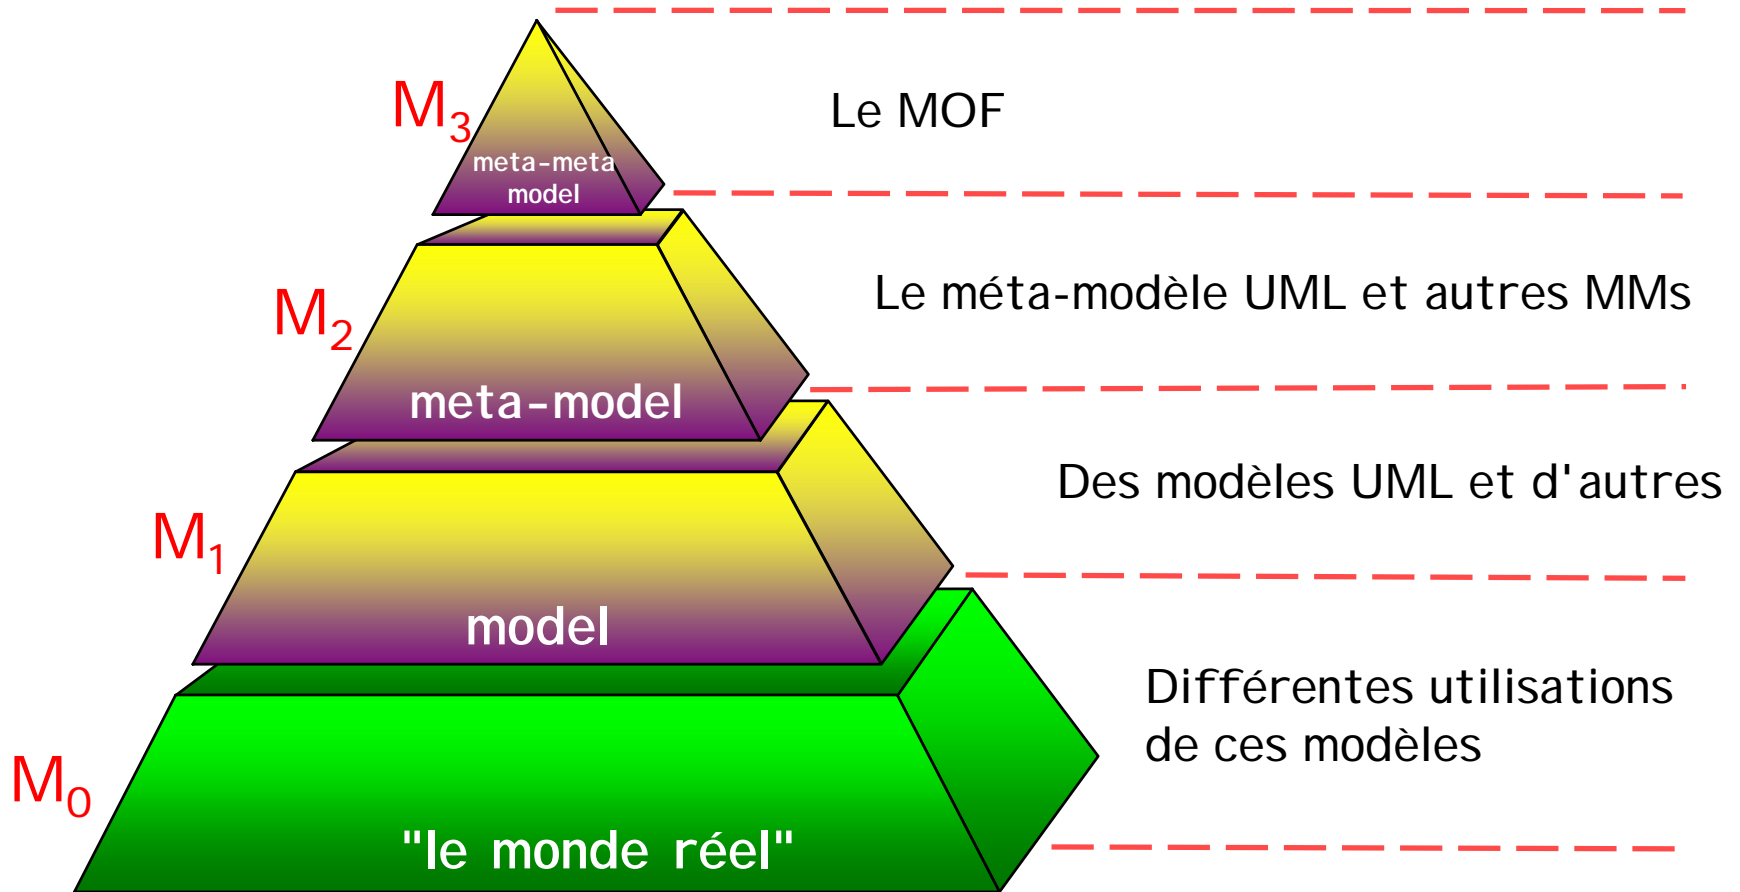 M3
meta-meta
model
Le MOF
M2
meta-model
Le méta-modèle UML et autres MMs
M1
model
Des modèles UML et d'autres
M0
"le monde réel"
Différentes utilisations
de ces modèles